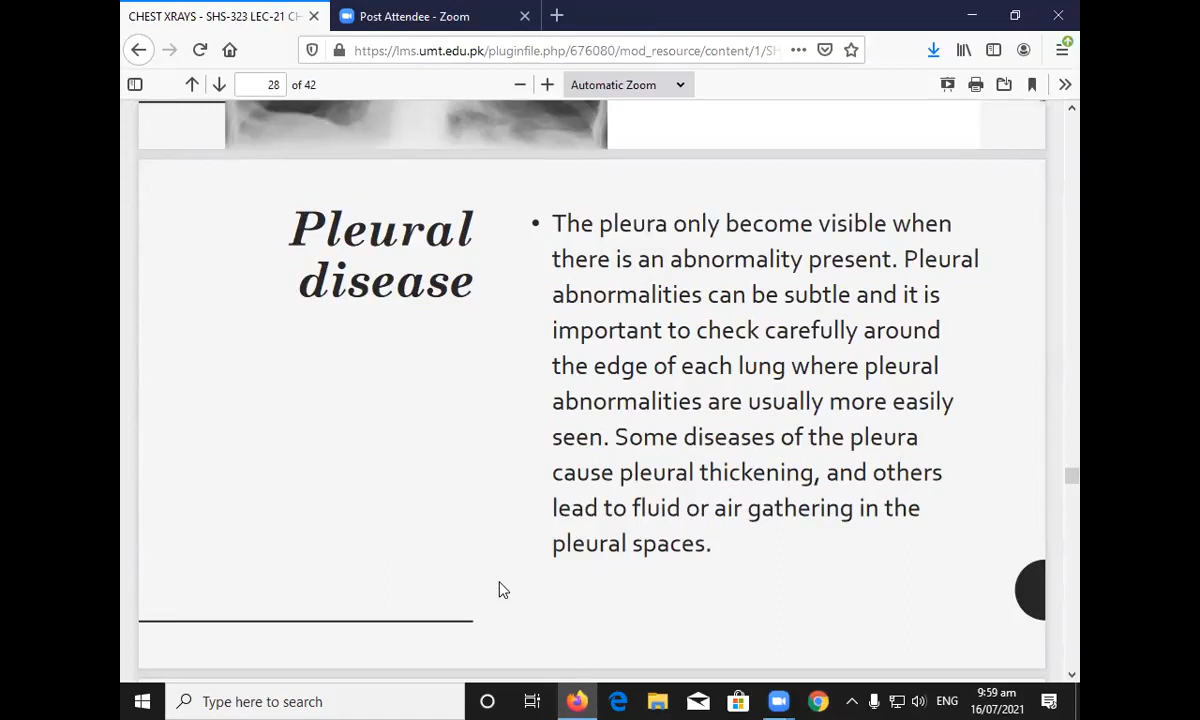 CHEST XRAYS - SHS-323 LEC-21 CH
Post Attendee - Zoom
https://lms.umt.edu.pk/pluginfile.php/676080/mod_resource/content/1/SH
28 of 42
Automatic Zoom
Pleural
disease
• The pleura only become visible when
there is an abnormality present. Pleural
abnormalities can be subtle and it is
important to check carefully around
the edge of each lung where pleural
abnormalities are usually more easily
seen. Some diseases of the pleura
cause pleural thickening, and others
lead to fluid or air gathering in the
pleural spaces.
Type here to search
ENG
9:59 am
16/07/2021